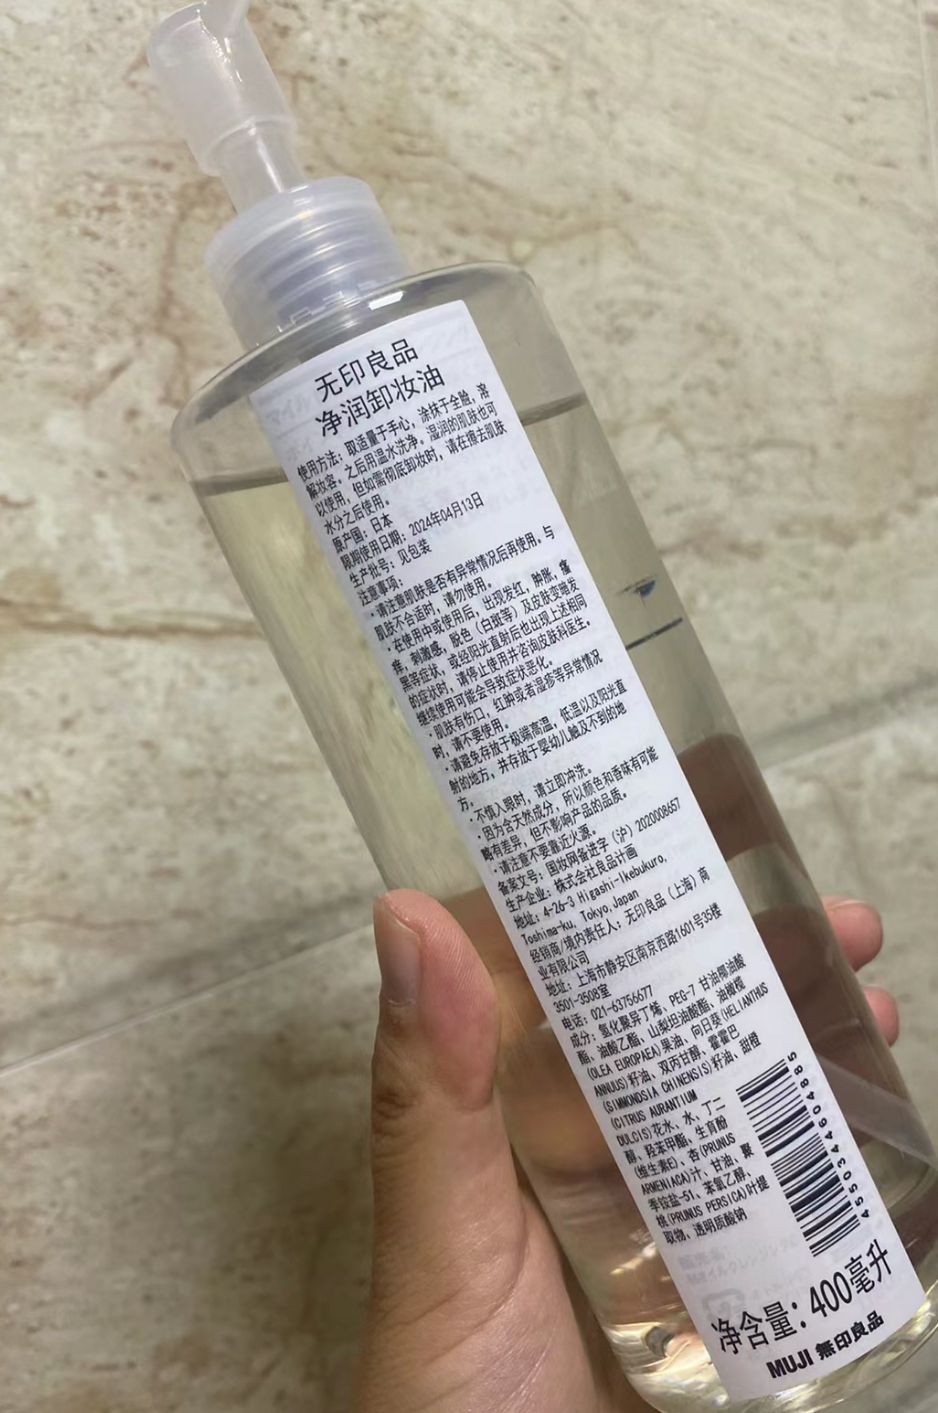 无印良品
净润卸妆油
使用方法：取适量于手心，涂抹于全脸，溶
解妆容。之后用温水洗净。湿润的肌肤也可
以使用，但如需彻底卸妆时，请在擦去肌肤
水分之后使用。
原产国：日本
限期使用日期：2024年04月13日
生产批号：见包装
注意事项：
·请注意肌肤是否有异常情况后再使用。与
肌肤不合适时，请勿使用。
·在使用中或使用后，出现发红，肿胀，瘙
痒，刺激感，脱色（白斑等）及皮肤变暗发
黑等症状，或经阳光直射后也出现上述相同
的症状时，请停止使用并咨询皮肤科医生。
继续使用可能会导致症状恶化。
·肌肤有伤口，红肿或者湿疹等异常情况
时，请不要使用。
·请避免存放于极端高温，低温以及阳光直
射的地方，并存放于婴幼儿触及不到的地
方。
·不慎入眼时，请立即冲洗。
·因为含天然成分，所以颜色和香味有可能
略有差异，但不影响产品的品质。
·请注意不要靠近火源。
备案文号：国妆网备进字（沪）2020008657
生产企业：株式会社良品计画
地址：4-26-3 Higashi-Ikebukuro,
Toshima-ku, Tokyo,Japan
经销商/境内责任人：无印良品（上海）商
业有限公司
地址：上海市静安区南京西路1601号35楼
3501-3508室
电话：021-63756677
成分：氢化聚异丁烯、PEG-7 甘油椰油酸
酯、油酸乙酯、山梨坦油酸酯、油橄榄
(OLEA EUROPAEA)果油、向日葵(HELIANTHUS
ANNUUS)籽油、双丙甘醇、霍霍巴
(SIMMONDSIA CHINENSIS)籽油、甜橙
(CITRUS AURANTIUM
DULCIS)花水、水、丁二
醇、羟苯甲酯、生育酚
(维生素E)、杏(PRUNUS
ARMENIACA)汁、甘油、聚
季铵盐-51、苯氧乙醇、
桃(PRUNUS PERSICA)叶提
取物、透明质酸钠
4550344604885
净含量：400毫升
MUJI 無印良品